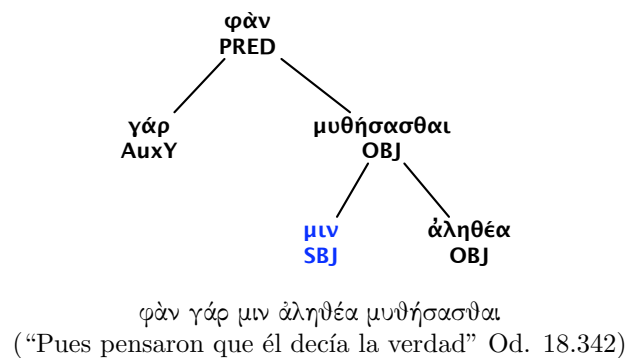 φὰν
PRED
γάρ μυθήσασθαι
AuxY OBJ
μιν ἀληθέα
SBJ OBJ
φὰν γάρ μιν ἀληθέα μυθήσασθαι
(“Pues pensaron que él decía la verdad” Od. 18.342)